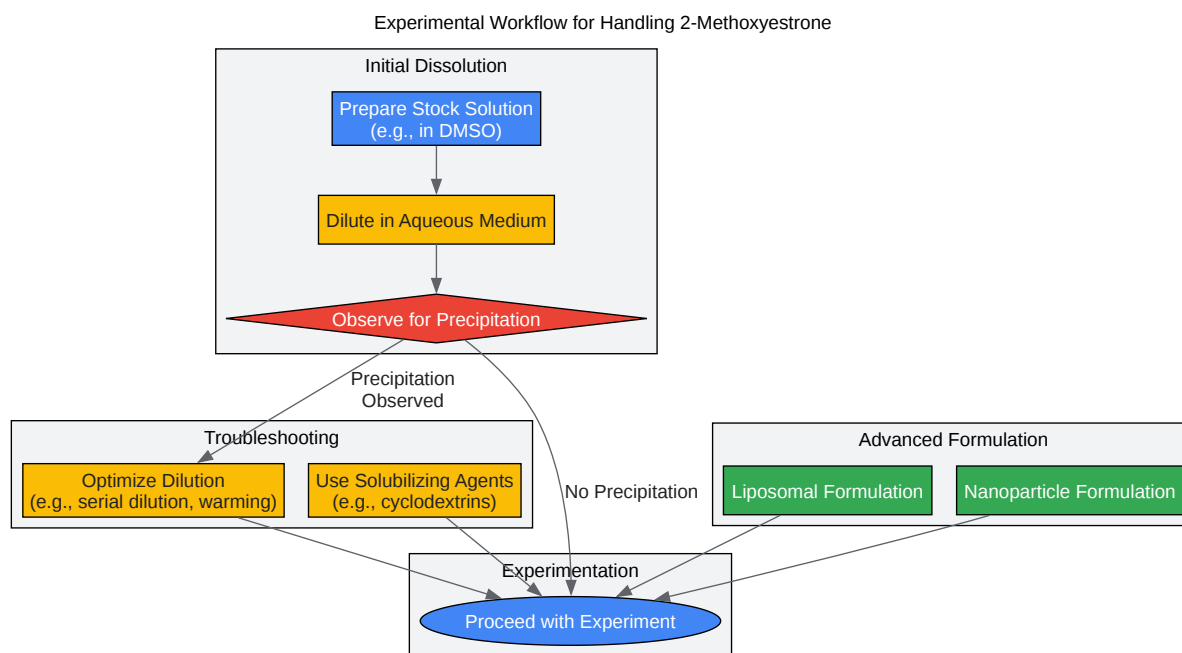 Experimental Workflow for Handling 2-Methoxyestrone
Initial Dissolution
Prepare Stock Solution
(e.g., in DMSO)
Dilute in Aqueous Medium
Observe for Precipitation
Precipitation
Observed
No Precipitation
Troubleshooting
Optimize Dilution
(e.g., serial dilution, warming)
Use Solubilizing Agents
(e.g., cyclodextrins)
Advanced Formulation
Liposomal Formulation
Nanoparticle Formulation
Experimentation
Proceed with Experiment